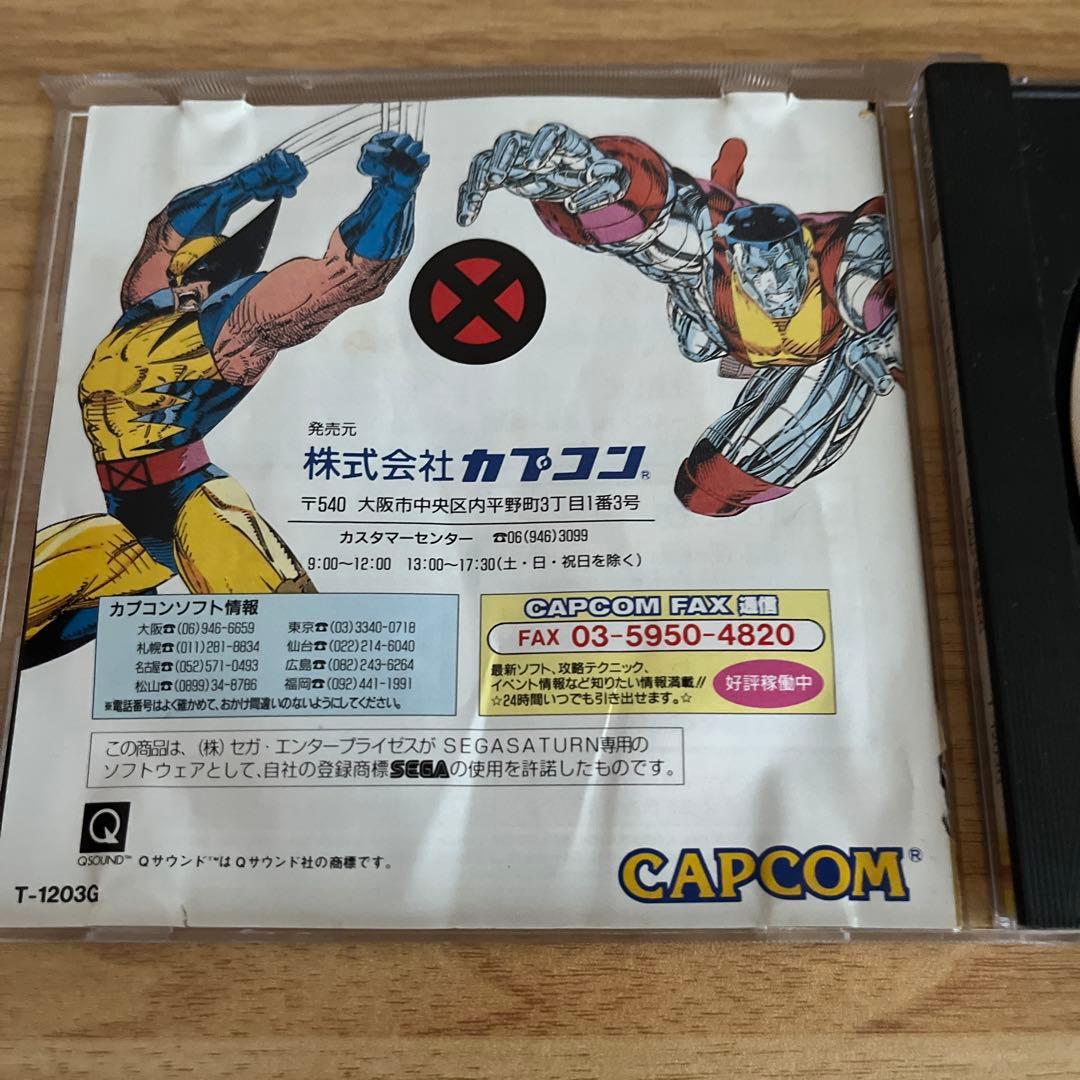 発売元
株式会社カプコン®
〒540 大阪市中央区内平野町3丁目1番3号
カスタマーセンター ☎06(946)3099
9:00〜12:00 13:00〜17:30(土・日・祝日を除く)
カプコンソフト情報
大阪☎(06)946-6659 東京☎(03)3340-0718
札幌☎(011)281-8834 仙台☎(022)214-6040
名古屋☎(052)571-0493 広島☎(082)243-6264
松山☎(0899)34-8786 福岡☎(092)441-1991
※電話番号はよく確かめて、おかけ間違いのないようにしてください。
CAPCOM FAX 通信
FAX 03-5950-4820
最新ソフト、攻略テクニック、
イベント情報など知りたい情報満載!!
☆24時間いつでも引き出せます。☆
好評稼働中
この商品は、(株)セガ・エンタープライゼスがSEGASATURN専用の
ソフトウェアとして、自社の登録商標SEGAの使用を許諾したものです。
Q
QSOUND™ Qサウンド™はQサウンド社の商標です。
T-1203G
CAPCOM®